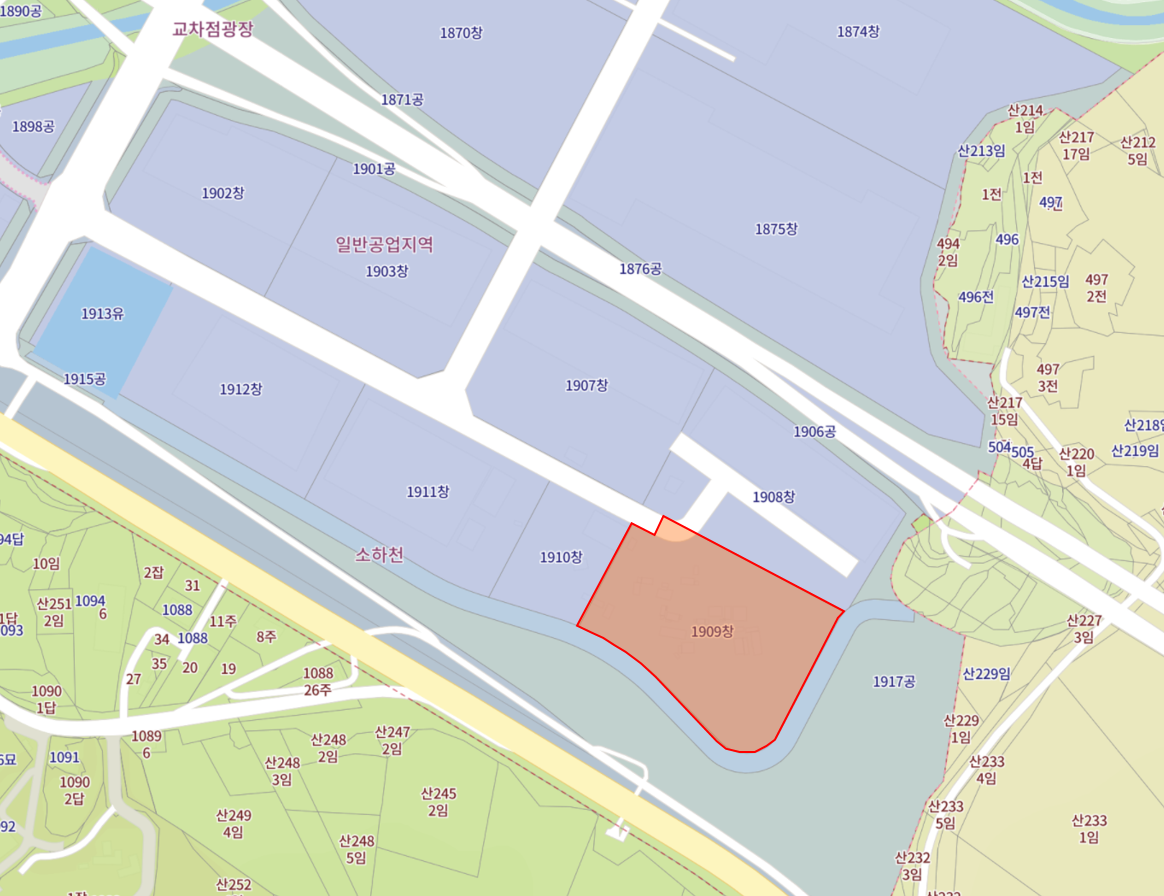 1890공
교차점광장
1870창
1874창
1871공
1898공
산214
1임
산217
17임
산212
5임
산213임
1901공
1전
1902창
1전
497
1875창
일반공업지역
494
2임
496
1903창
1876공
산215임
497
2전
496전
497전
1913유
1915공
1912창
1907창
497
3전
산217
15임
1906공
산219임
504
505
4답
산220
1임
1911창
1908창
94답
소하천
1910창
10임
2잡
31
산251
2임
1094
6
1088
11주
1답
093
34
1088
8주
1909창
산227
3임
35
20
19
27
1088
26주
1917공
산229임
1090
1답
1089
6
산248
2임
산247
2임
산229
1임
6묘
1091
산248
3임
산233
4임
1090
2답
산245
2임
산249
4임
산233
5임
산233
1임
92
산248
5임
산232
3임
산252